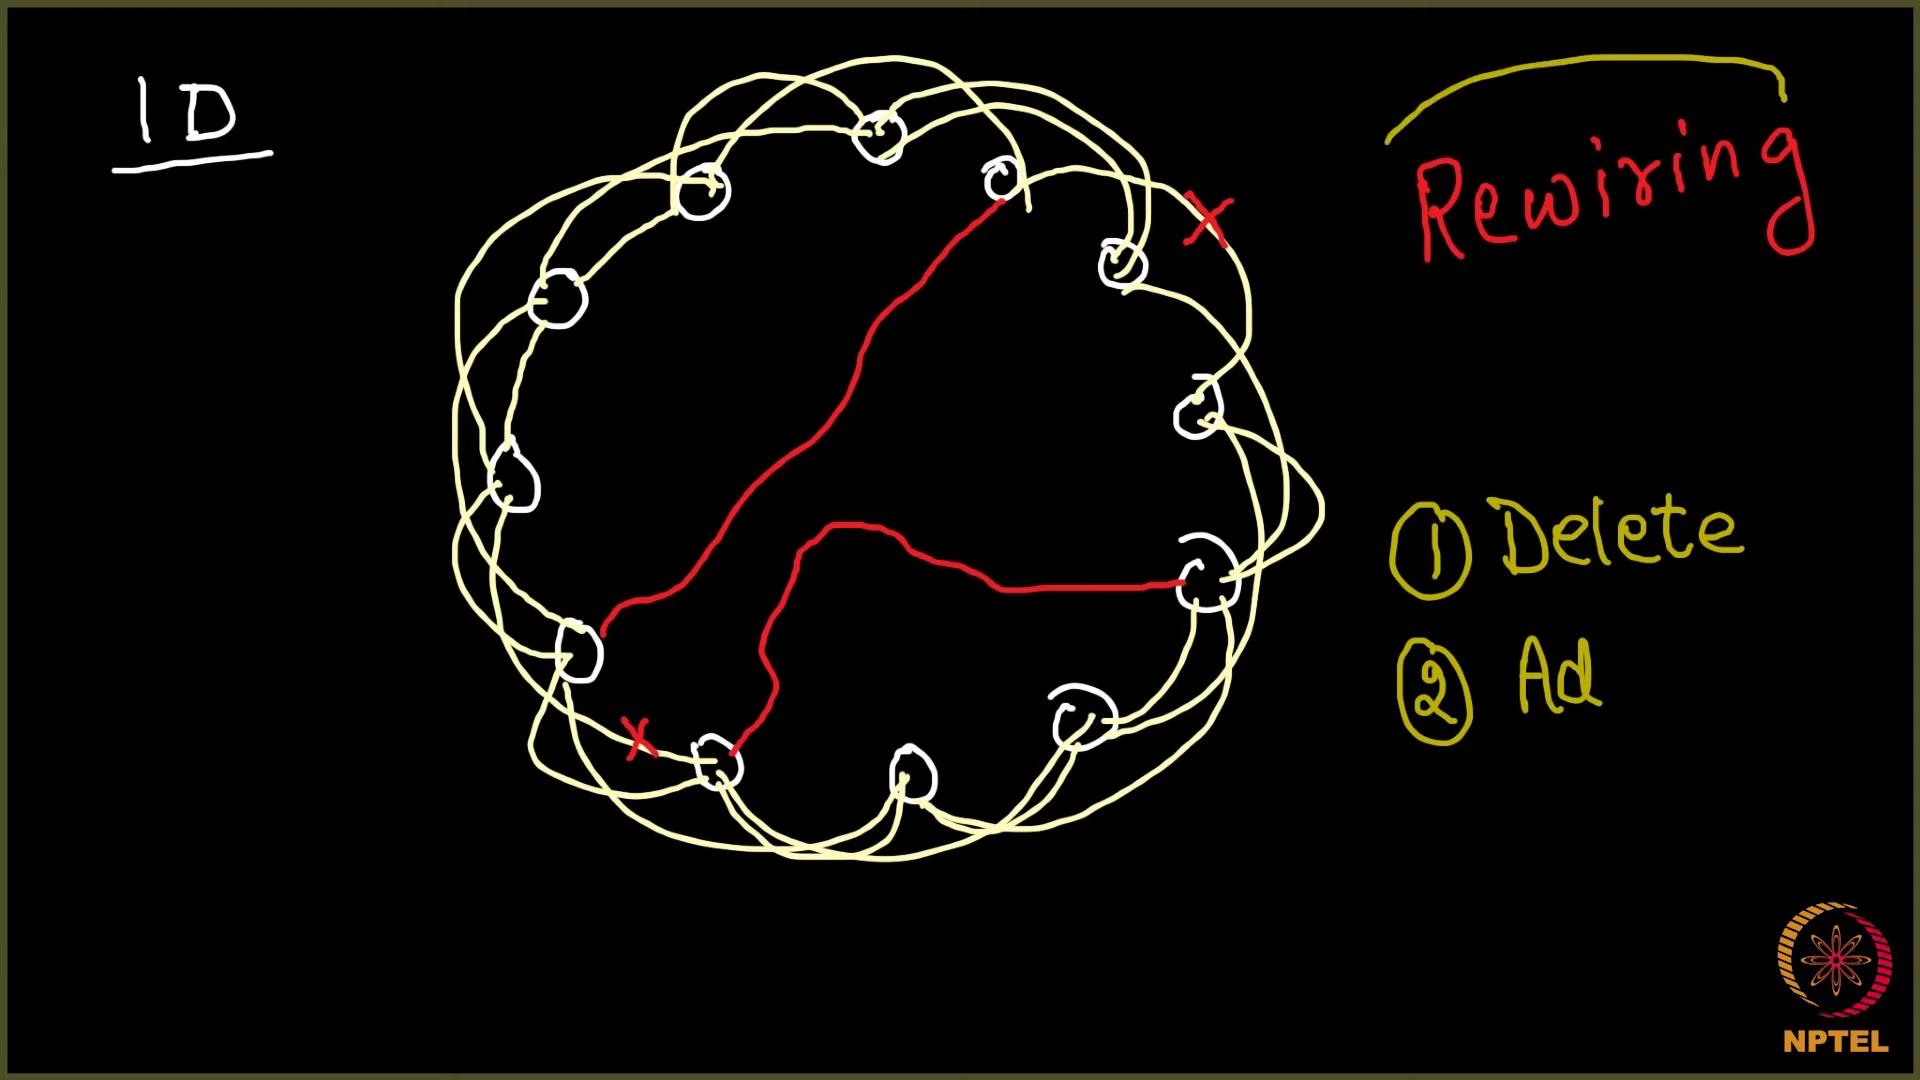 1D
Rewiring
① Delete
② Ad
NPTEL